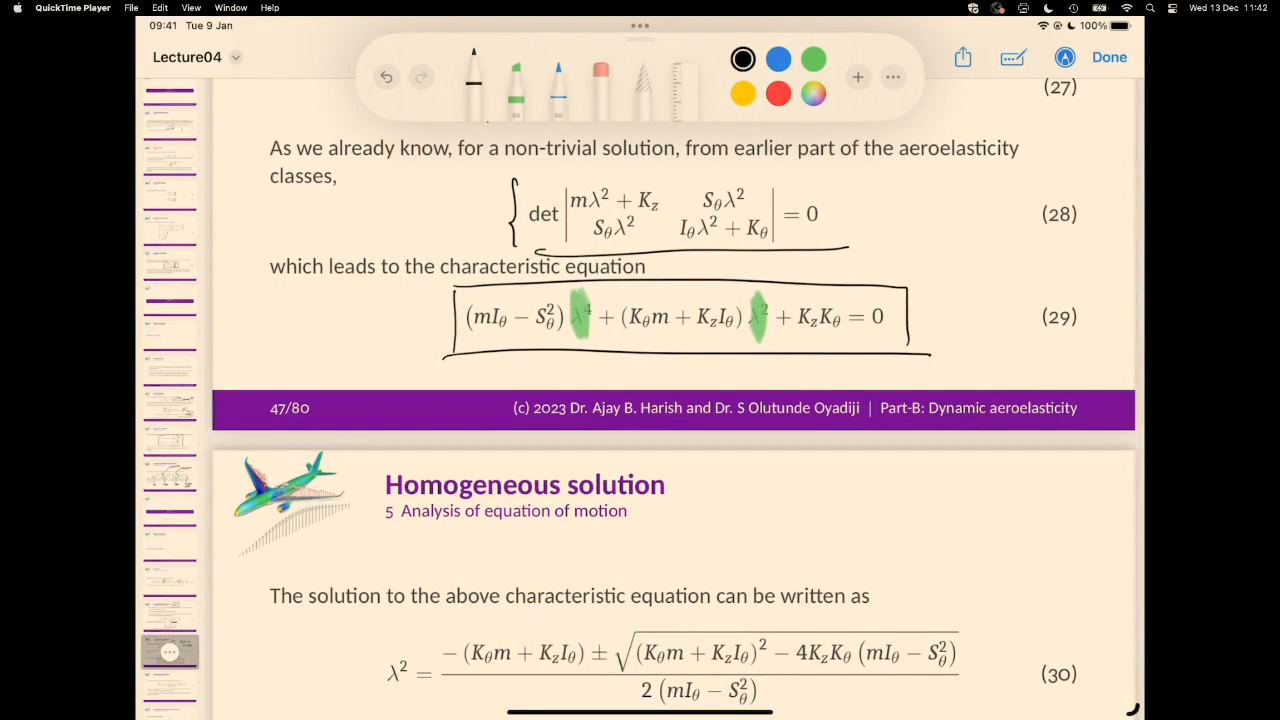 QuickTime Player File Edit View Window Help
Wed 13 Dec 11:42
09:41 Tue 9 Jan
100%
Lecture04
Done
(27)
As we already know, for a non-trivial solution, from earlier part of the aeroelasticity
classes,
det |mλ² + K_z S_θλ²| = 0 (28)
|S_θλ² I_θλ² + K_θ|
which leads to the characteristic equation
(mI_θ − S_θ²) λ⁴ + (K_θm + K_zI_θ) λ² + K_zK_θ = 0 (29)
47/80 (c) 2023 Dr. Ajay B. Harish and Dr. S Olutunde Oyadiji | Part-B: Dynamic aeroelasticity
Homogeneous solution
5 Analysis of equation of motion
The solution to the above characteristic equation can be written as
λ² = (− (K_θm + K_zI_θ) ± √((K_θm + K_zI_θ)² − 4K_zK_θ (mI_θ − S_θ²))) / (2 (mI_θ − S_θ²)) (30)